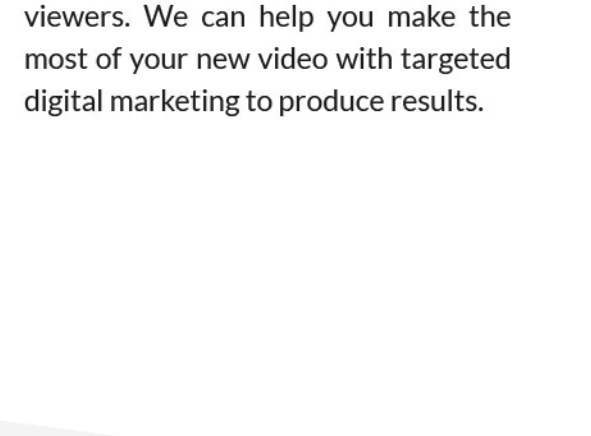 viewers. We can help you make the
most of your new video with targeted
digital marketing to produce results.